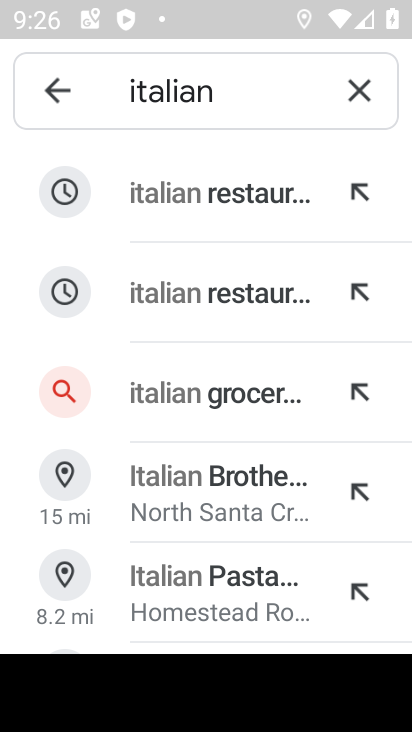 9:26
italian
italian restaur...
italian restaur...
italian grocer...
Italian Brothe...
15 mi
North Santa Cr...
Italian Pasta...
8.2 mi
Homestead Ro...